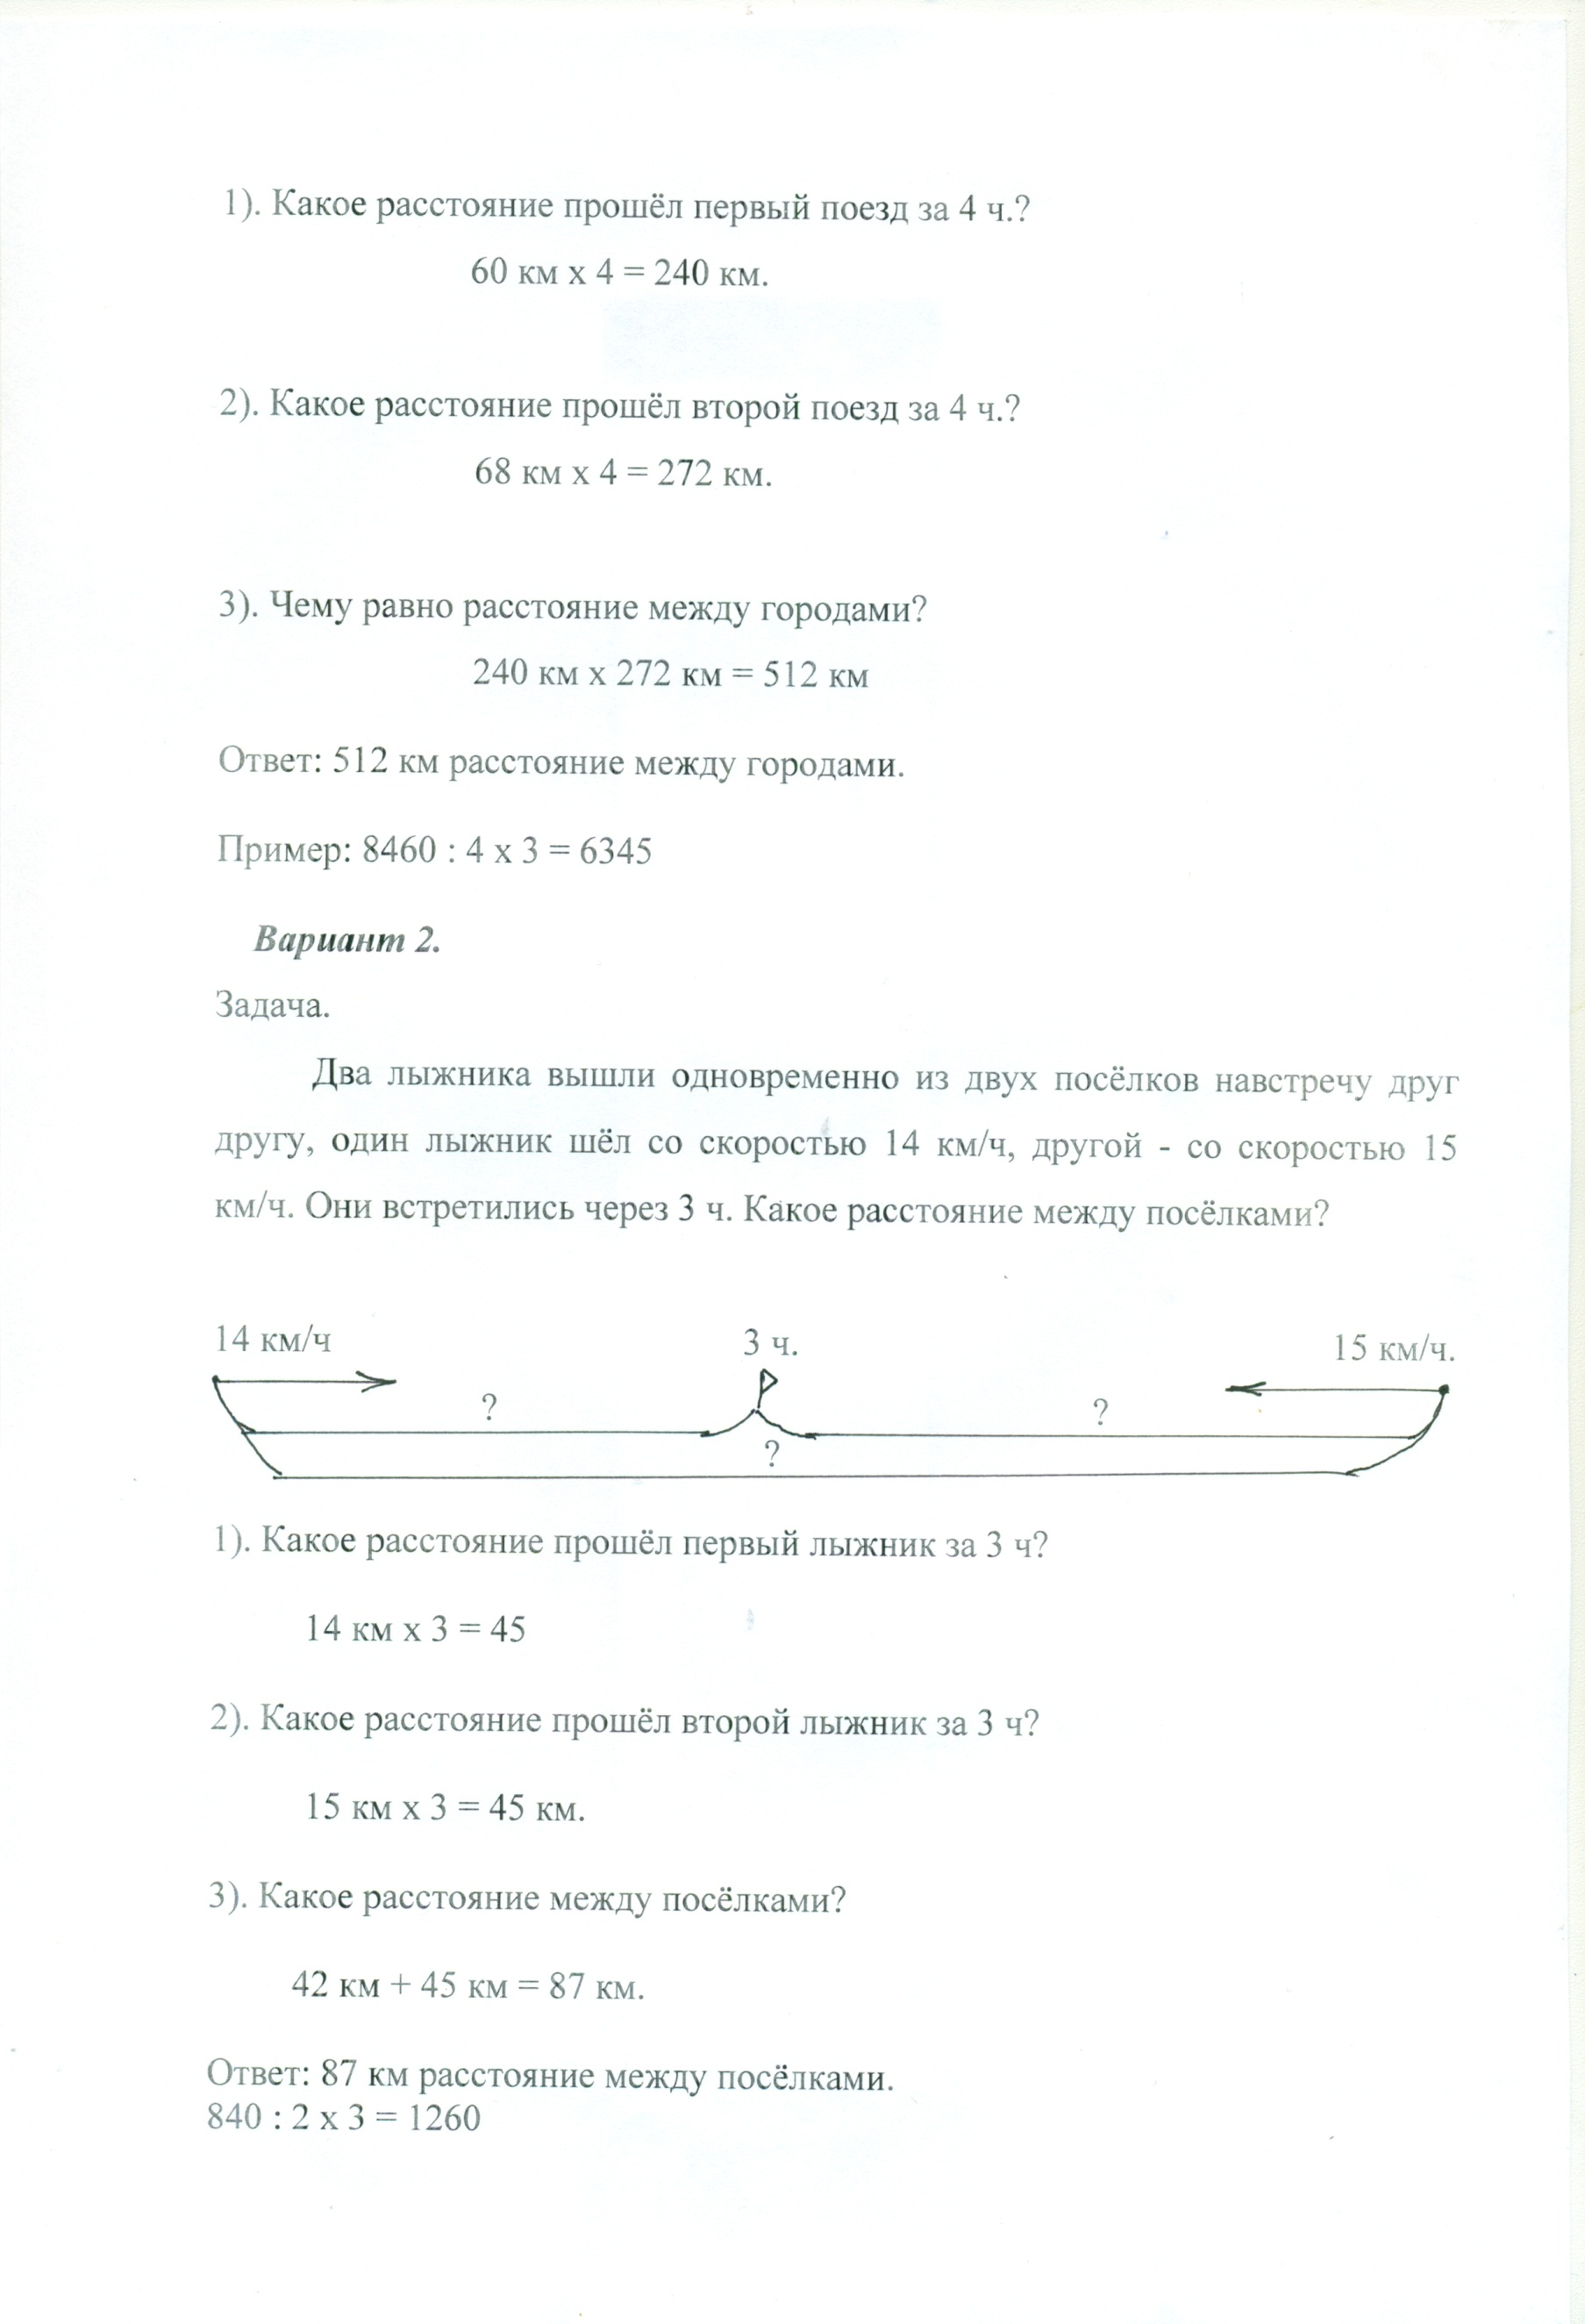 1). Какое расстояние прошёл первый поезд за 4 ч.?
60 км х 4 = 240 км.
2). Какое расстояние прошёл второй поезд за 4 ч.?
68 км х 4 = 272 км.
3). Чему равно расстояние между городами?
240 км х 272 км = 512 км
Ответ: 512 км расстояние между городами.
Пример: 8460 : 4 х 3 = 6345
Вариант 2.
Задача.
Два лыжника вышли одновременно из двух посёлков навстречу друг
другу, один лыжник шёл со скоростью 14 км/ч, другой - со скоростью 15
км/ч. Они встретились через 3 ч. Какое расстояние между посёлками?
14 км/ч 3 ч. 15 км/ч.
? ?
?
1). Какое расстояние прошёл первый лыжник за 3 ч?
14 км х 3 = 45
2). Какое расстояние прошёл второй лыжник за 3 ч?
15 км х 3 = 45 км.
3). Какое расстояние между посёлками?
42 км + 45 км = 87 км.
Ответ: 87 км расстояние между посёлками.
840 : 2 х 3 = 1260